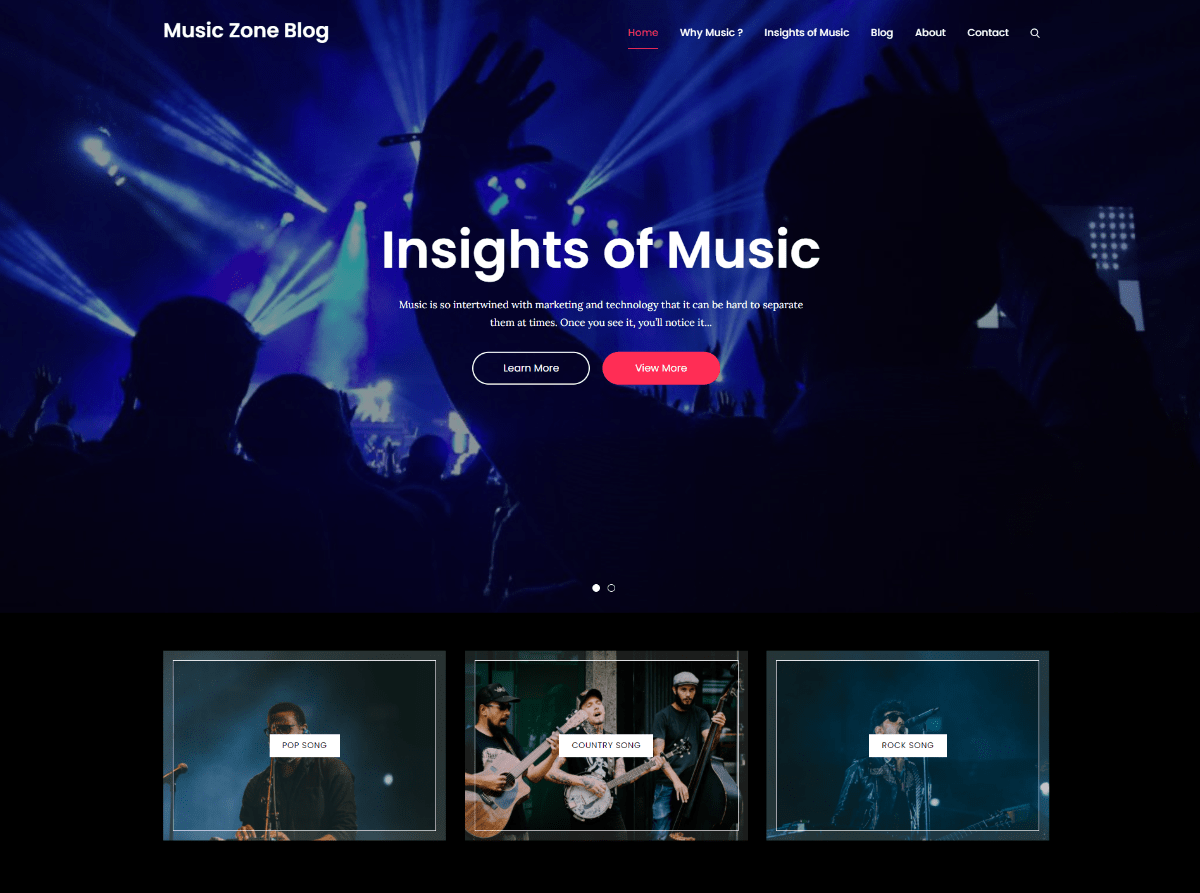 Music Zone Blog
Home Why Music ? Insights of Music Blog About Contact
Insights of Music
Music is so intertwined with marketing and technology that it can be hard to separate
them at times. Once you see it, you'll notice it...
Learn More View More
POP SONG COUNTRY SONG ROCK SONG